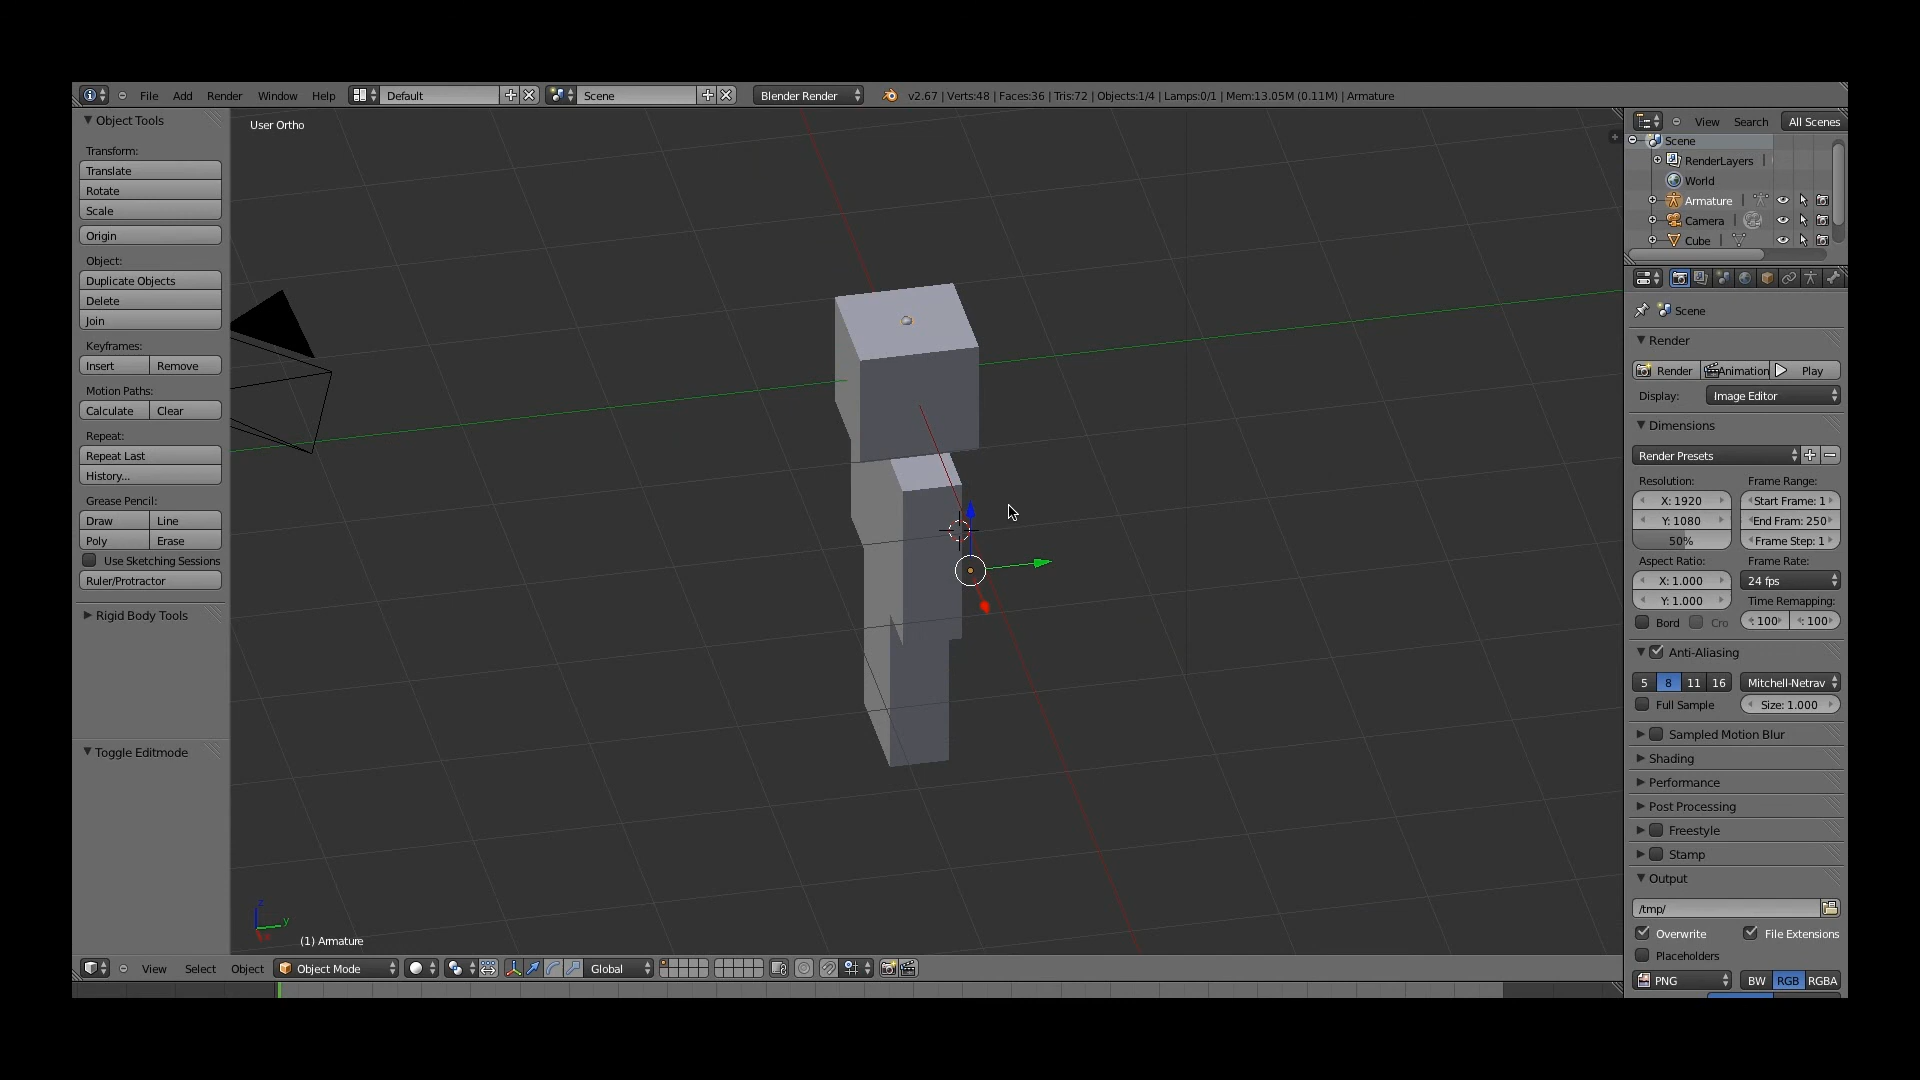 File Add Render Window Help Default Scene Blender Render v2.67 | Verts:48 | Faces:36 | Tris:72 | Objects:1/4 | Lamps:0/1 | Mem:13.05M (0.11M) | Armature
Object Tools
Transform:
Translate
Rotate
Scale
Origin
Object:
Duplicate Objects
Delete
Join
Keyframes:
Insert Remove
Motion Paths:
Calculate Clear
Repeat:
Repeat Last
History...
Grease Pencil:
Draw Line
Poly Erase
Use Sketching Sessions
Ruler/Protractor
Rigid Body Tools
Toggle Editmode
User Ortho
z
y
(1) Armature
View Select Object Object Mode Global
View Search All Scenes
Scene
RenderLayers
World
Armature
Camera
Cube
Scene
Render
Render Animation Play
Display: Image Editor
Dimensions
Render Presets
Resolution: Frame Range:
X: 1920 Start Frame: 1
Y: 1080 End Fram: 250
50% Frame Step: 1
Aspect Ratio: Frame Rate:
X: 1.000 24 fps
Y: 1.000 Time Remapping:
Bord Cro : 100 : 100
Anti-Aliasing
5 8 11 16 Mitchell-Netrav
Full Sample Size: 1.000
Sampled Motion Blur
Shading
Performance
Post Processing
Freestyle
Stamp
Output
/tmp/
Overwrite File Extensions
Placeholders
PNG BW RGB RGBA